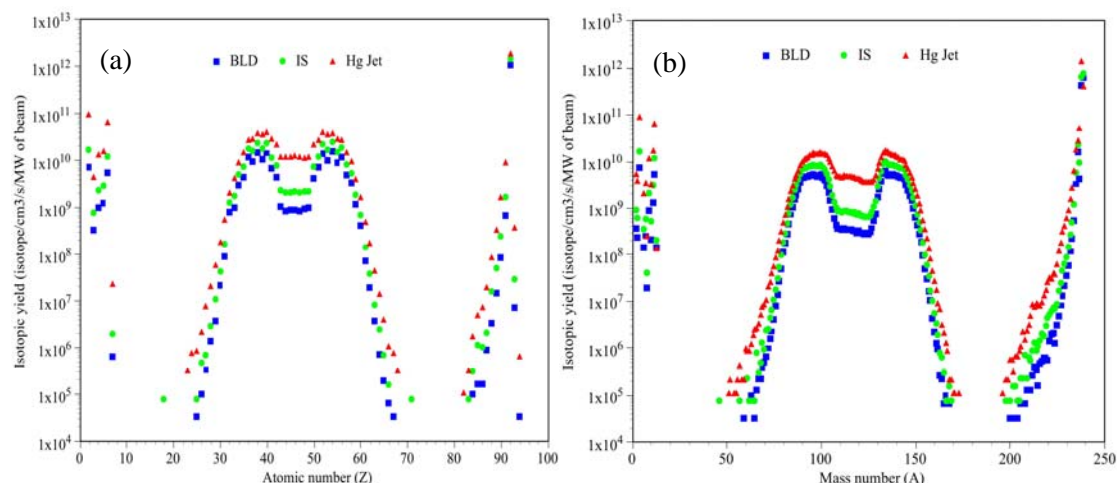 (a)
BLD IS Hg Jet
Isotopic yield (isotope/cm3/s/MW of beam)
1x10^13
1x10^12
1x10^11
1x10^10
1x10^9
1x10^8
1x10^7
1x10^6
1x10^5
1x10^4
0 10 20 30 40 50 60 70 80 90 100
Atomic number (Z)
(b)
BLD IS Hg Jet
Isotopic yield (isotope/cm3/s/MW of beam)
1x10^13
1x10^12
1x10^11
1x10^10
1x10^9
1x10^8
1x10^7
1x10^6
1x10^5
1x10^4
0 50 100 150 200 250
Mass number (A)